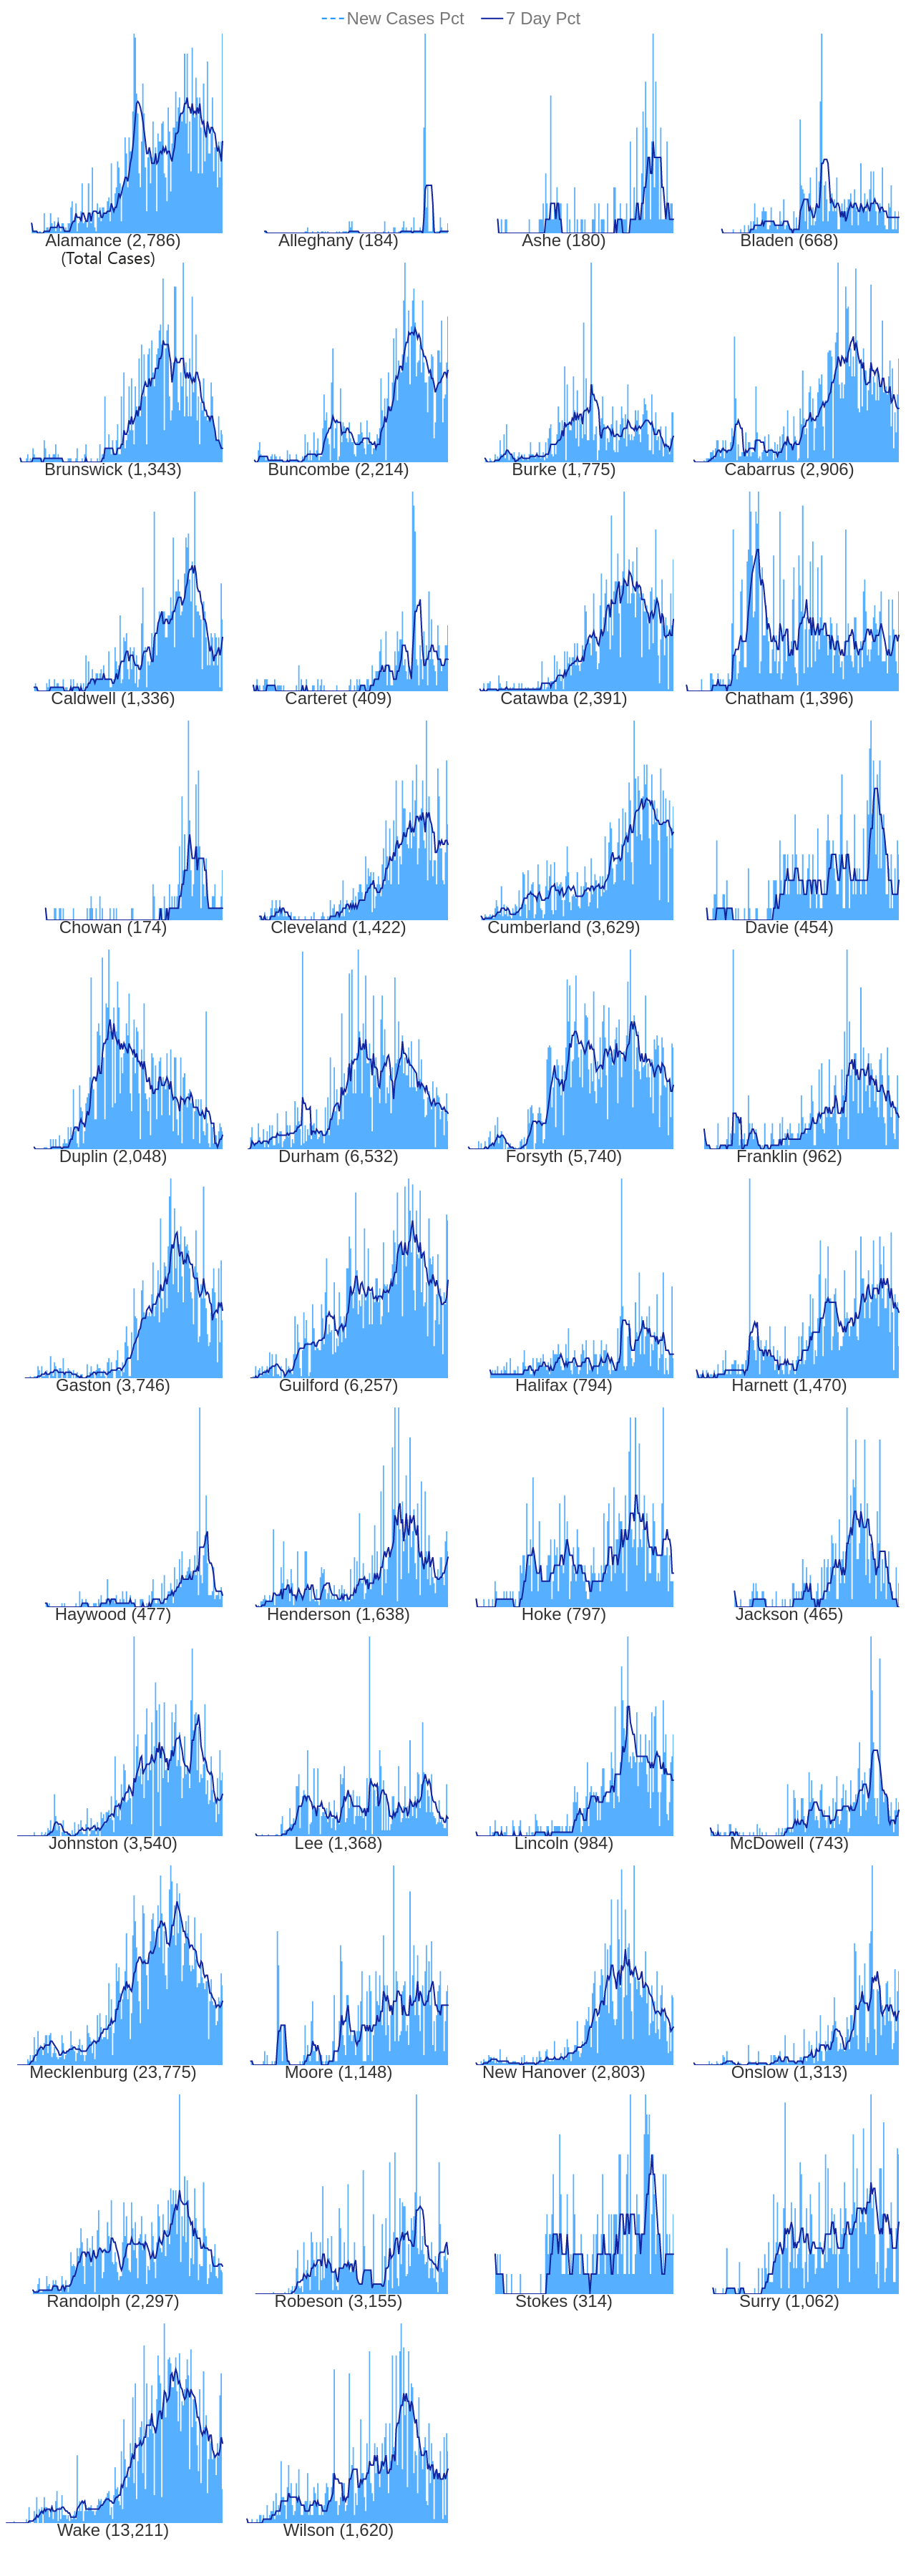 New Cases Pct 7 Day Pct
Alamance (2,786) Alleghany (184) Ashe (180) Bladen (668)
(Total Cases)
Brunswick (1,343) Buncombe (2,214) Burke (1,775) Cabarrus (2,906)
Caldwell (1,336) Carteret (409) Catawba (2,391) Chatham (1,396)
Chowan (174) Cleveland (1,422) Cumberland (3,629) Davie (454)
Duplin (2,048) Durham (6,532) Forsyth (5,740) Franklin (962)
Gaston (3,746) Guilford (6,257) Halifax (794) Harnett (1,470)
Haywood (477) Henderson (1,638) Hoke (797) Jackson (465)
Johnston (3,540) Lee (1,368) Lincoln (984) McDowell (743)
Mecklenburg (23,775) Moore (1,148) New Hanover (2,803) Onslow (1,313)
Randolph (2,297) Robeson (3,155) Stokes (314) Surry (1,062)
Wake (13,211) Wilson (1,620)